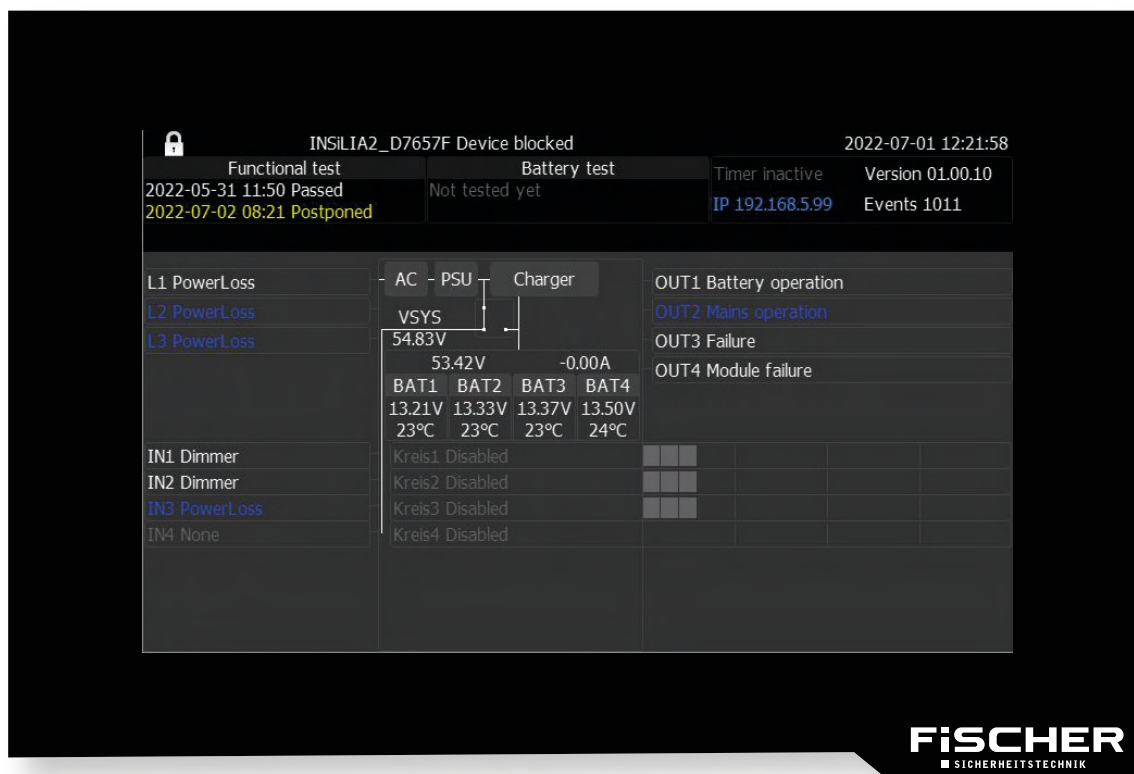 INSiLIA2_D7657F Device blocked
2022-07-01 12:21:58
Functional test
2022-05-31 11:50 Passed
2022-07-02 08:21 Postponed
Battery test
Not tested yet
Timer inactive
Version 01.00.10
IP 192.168.5.99
Events 1011
L1 PowerLoss
L2 PowerLoss
L3 PowerLoss
AC
PSU
Charger
VSYS
54.83V
53.42V -0.00A
BAT1 BAT2 BAT3 BAT4
13.21V 13.33V 13.37V 13.50V
23°C 23°C 23°C 24°C
OUT1 Battery operation
OUT2 Mains operation
OUT3 Failure
OUT4 Module failure
IN1 Dimmer
IN2 Dimmer
IN3 PowerLoss
IN4 None
Kreis1 Disabled
Kreis2 Disabled
Kreis3 Disabled
Kreis4 Disabled
FiSCHER
SICHERHEITSTECHNIK